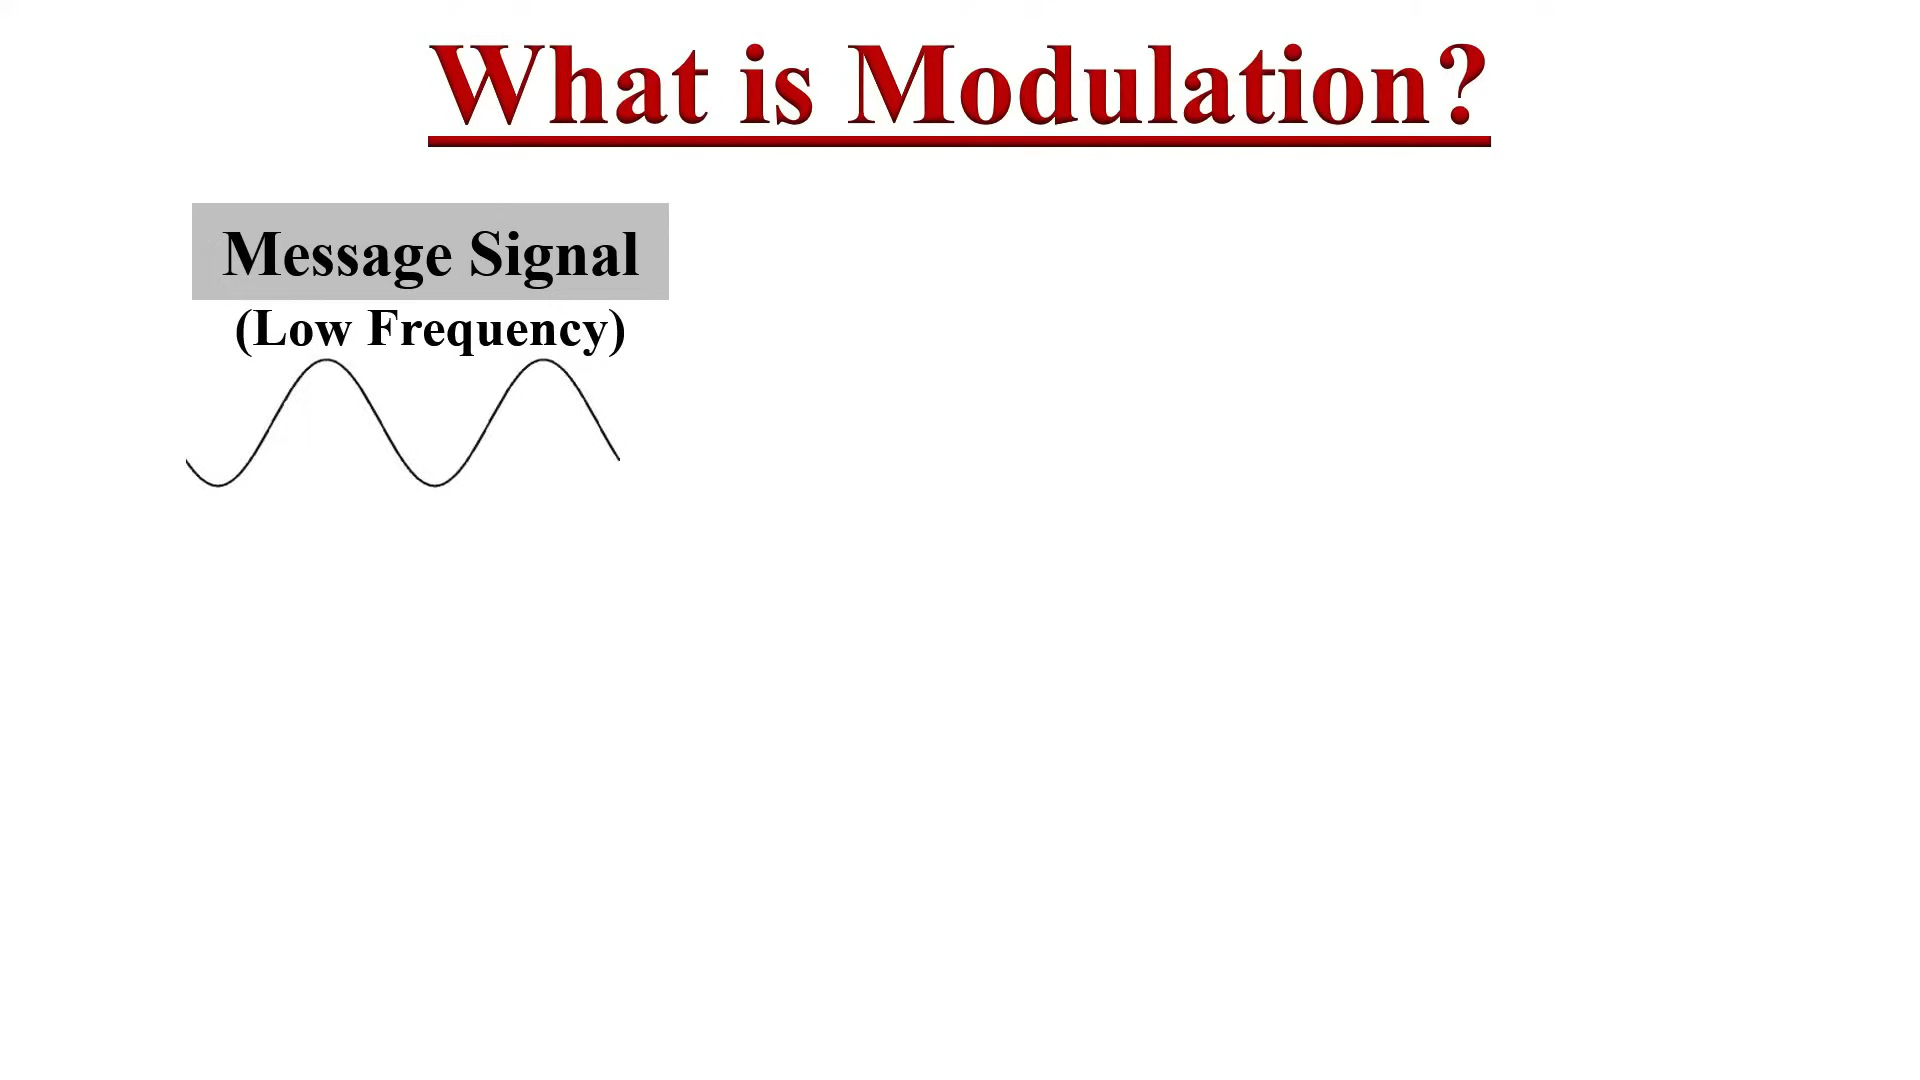 What is Modulation?
Message Signal
(Low Frequency)